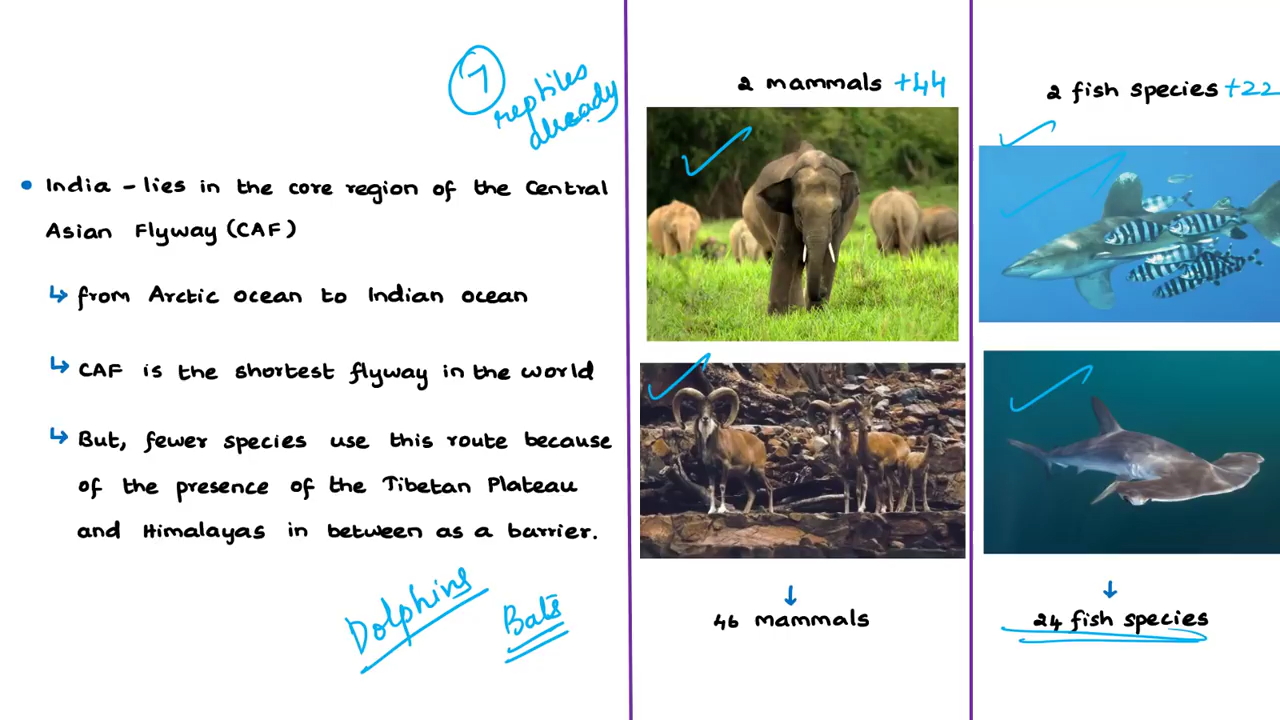 7
reptiles
already
India - lies in the core region of the Central
Asian Flyway (CAF)
↳ from Arctic ocean to Indian ocean
↳ CAF is the shortest flyway in the world
↳ But, fewer species use this route because
of the presence of the Tibetan Plateau
and Himalayas in between as a barrier.
Dolphins
Bats
2 mammals +44
46 mammals
2 fish species +22
24 fish species